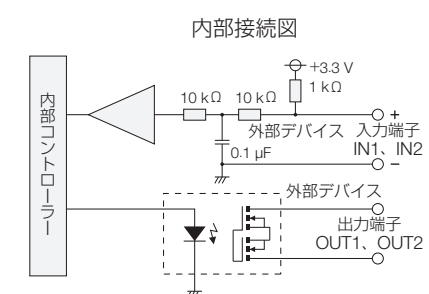 内部接続図
+3.3 V
1 kΩ
10 kΩ 10 kΩ
+
外部デバイス 入力端子
IN1、IN2
0.1 µF
−
内部コントローラー
外部デバイス
出力端子
OUT1、OUT2